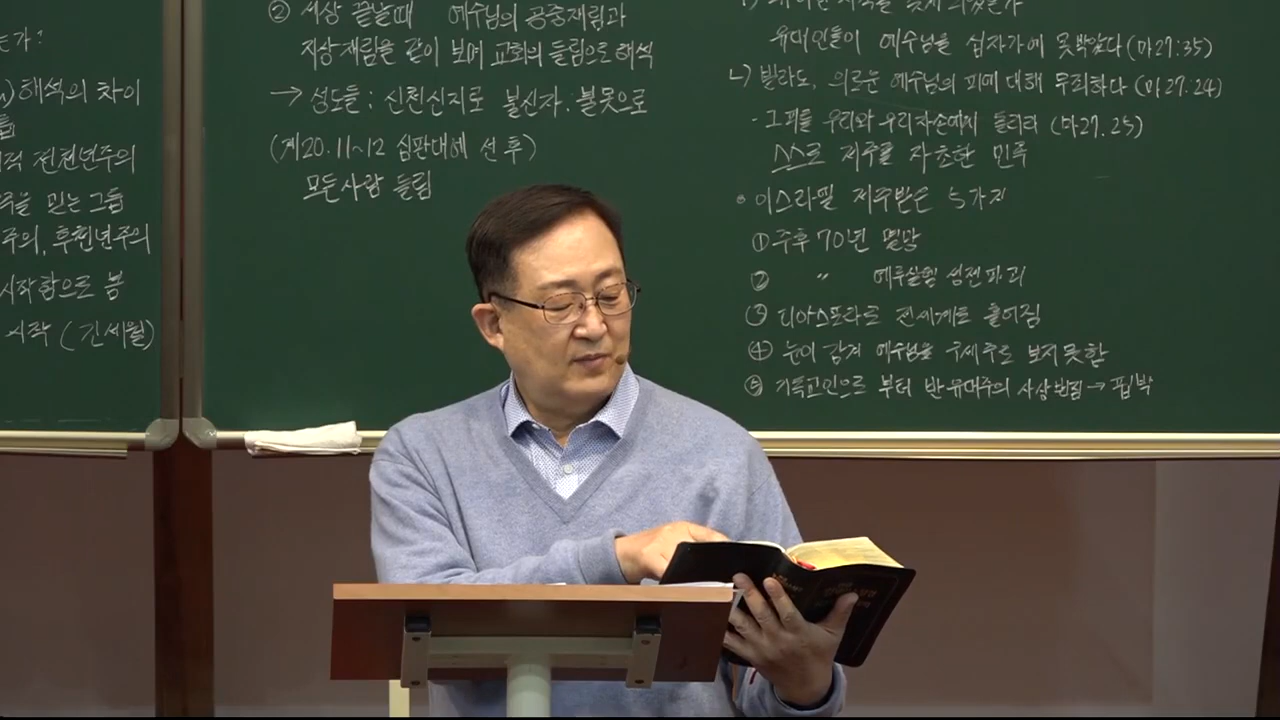 는가?
해석의 차이
전천년주의
믿는 그룹
주의, 후천년주의
시작함으로 봄
시작 (긴세월)
② 세상 끝날때 예수님의 공중재림과
지상재림을 같이 보며 교회의 들림으로 해석
→ 성도들: 신천신지로 불신자: 불못으로
(계20.11~12 심판대에 선 후)
모든사람 들림
유대인들이 예수님을 십자가에 못박았다 (마27:35)
ㄴ) 빌라도, 의로운 예수님의 피에 대해 무죄하다 (마27.24)
- 그피를 우리와 우리자손에게 돌리라 (마27.25)
스스로 저주를 자초한 민족
이스라엘 저주받은 5가지
① 주후 70년 멸망
② 〃 예루살렘 성전파괴
③ 디아스포라로 전세계로 흩어짐
④ 눈이 감겨 예수님을 구세주로 보지못함
⑤ 기독교인으로 부터 반유대주의 사상받음 → 핍박